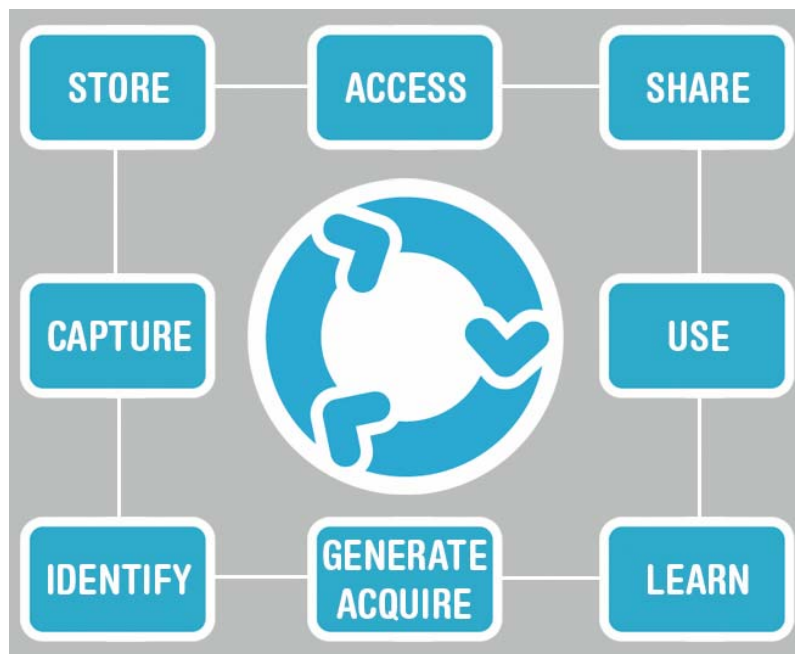 STORE
ACCESS
SHARE
CAPTURE
USE
IDENTIFY
GENERATE
ACQUIRE
LEARN